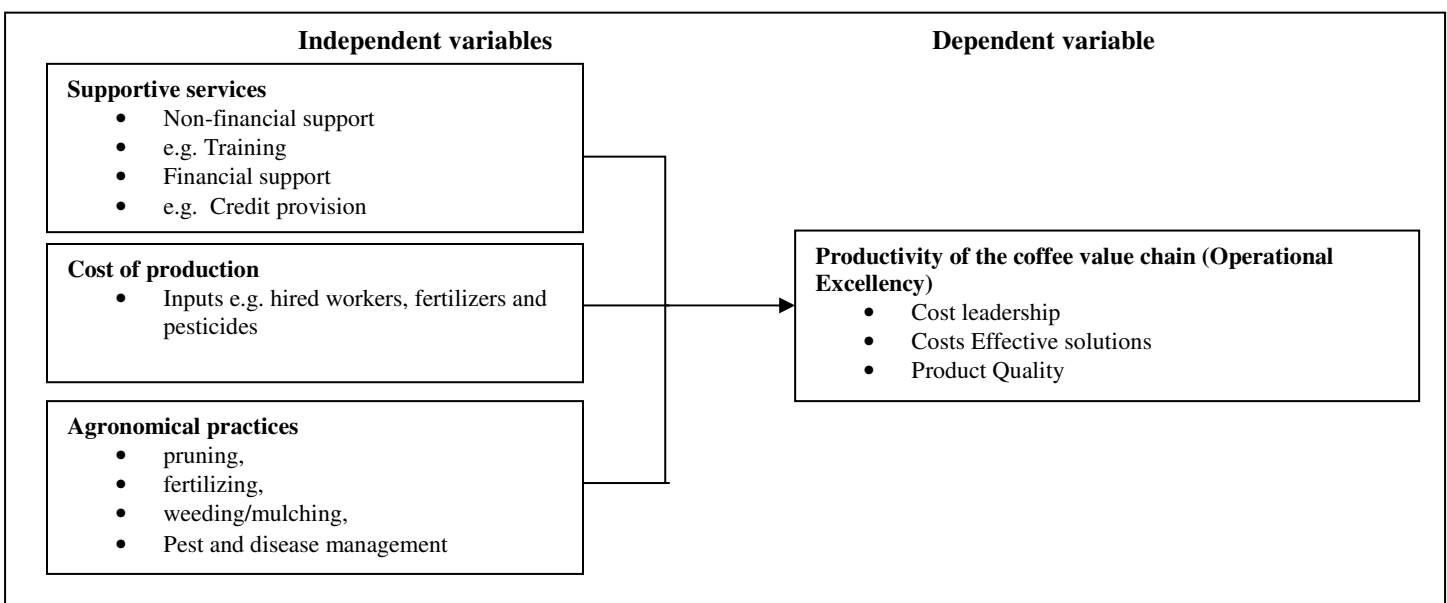 Independent variables
Dependent variable
Supportive services
• Non-financial support
• e.g. Training
• Financial support
• e.g. Credit provision
Cost of production
• Inputs e.g. hired workers, fertilizers and
pesticides
Agronomical practices
• pruning,
• fertilizing,
• weeding/mulching,
• Pest and disease management
Productivity of the coffee value chain (Operational
Excellency)
• Cost leadership
• Costs Effective solutions
• Product Quality